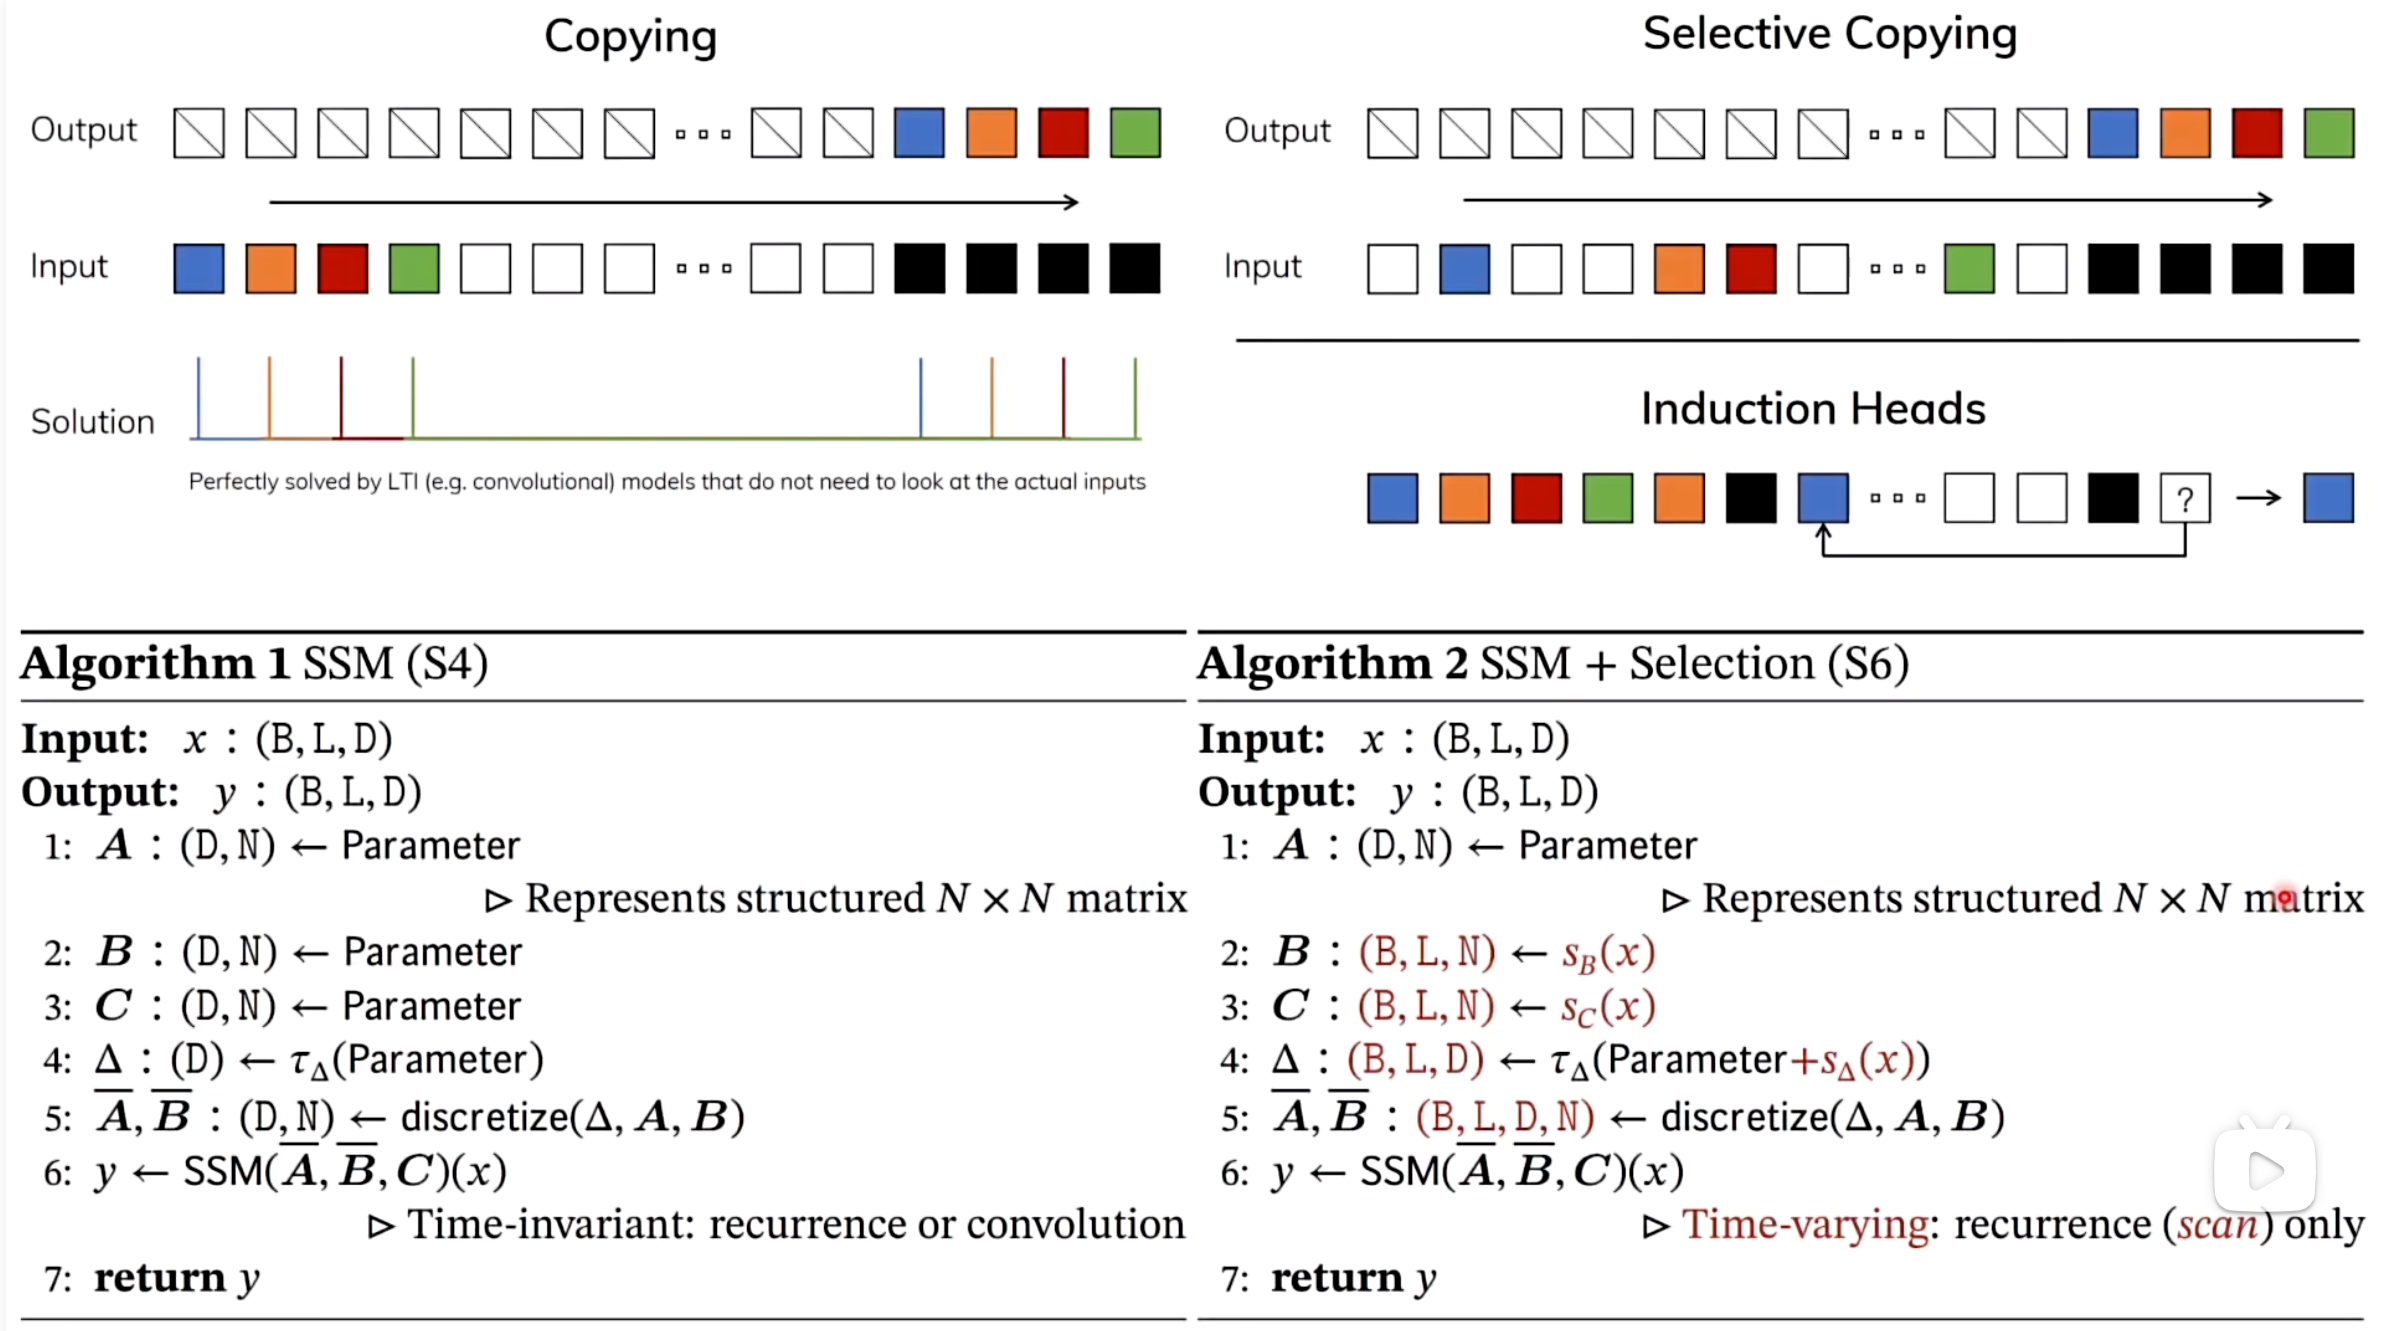 Copying
Output
Input
Solution
Perfectly solved by LTI (e.g. convolutional) models that do not need to look at the actual inputs
Selective Copying
Output
Input
Induction Heads
?
Algorithm 1 SSM (S4)
Input: x : (B, L, D)
Output: y : (B, L, D)
1: A : (D, N) ← Parameter
▷ Represents structured N × N matrix
2: B : (D, N) ← Parameter
3: C : (D, N) ← Parameter
4: Δ : (D) ← τ_Δ(Parameter)
5: A̅, B̅ : (D, N) ← discretize(Δ, A, B)
6: y ← SSM(A̅, B̅, C)(x)
▷ Time-invariant: recurrence or convolution
7: return y
Algorithm 2 SSM + Selection (S6)
Input: x : (B, L, D)
Output: y : (B, L, D)
1: A : (D, N) ← Parameter
▷ Represents structured N × N matrix
2: B : (B, L, N) ← s_B(x)
3: C : (B, L, N) ← s_C(x)
4: Δ : (B, L, D) ← τ_Δ(Parameter+s_Δ(x))
5: A̅, B̅ : (B, L, D, N) ← discretize(Δ, A, B)
6: y ← SSM(A̅, B̅, C)(x)
▷ Time-varying: recurrence (scan) only
7: return y